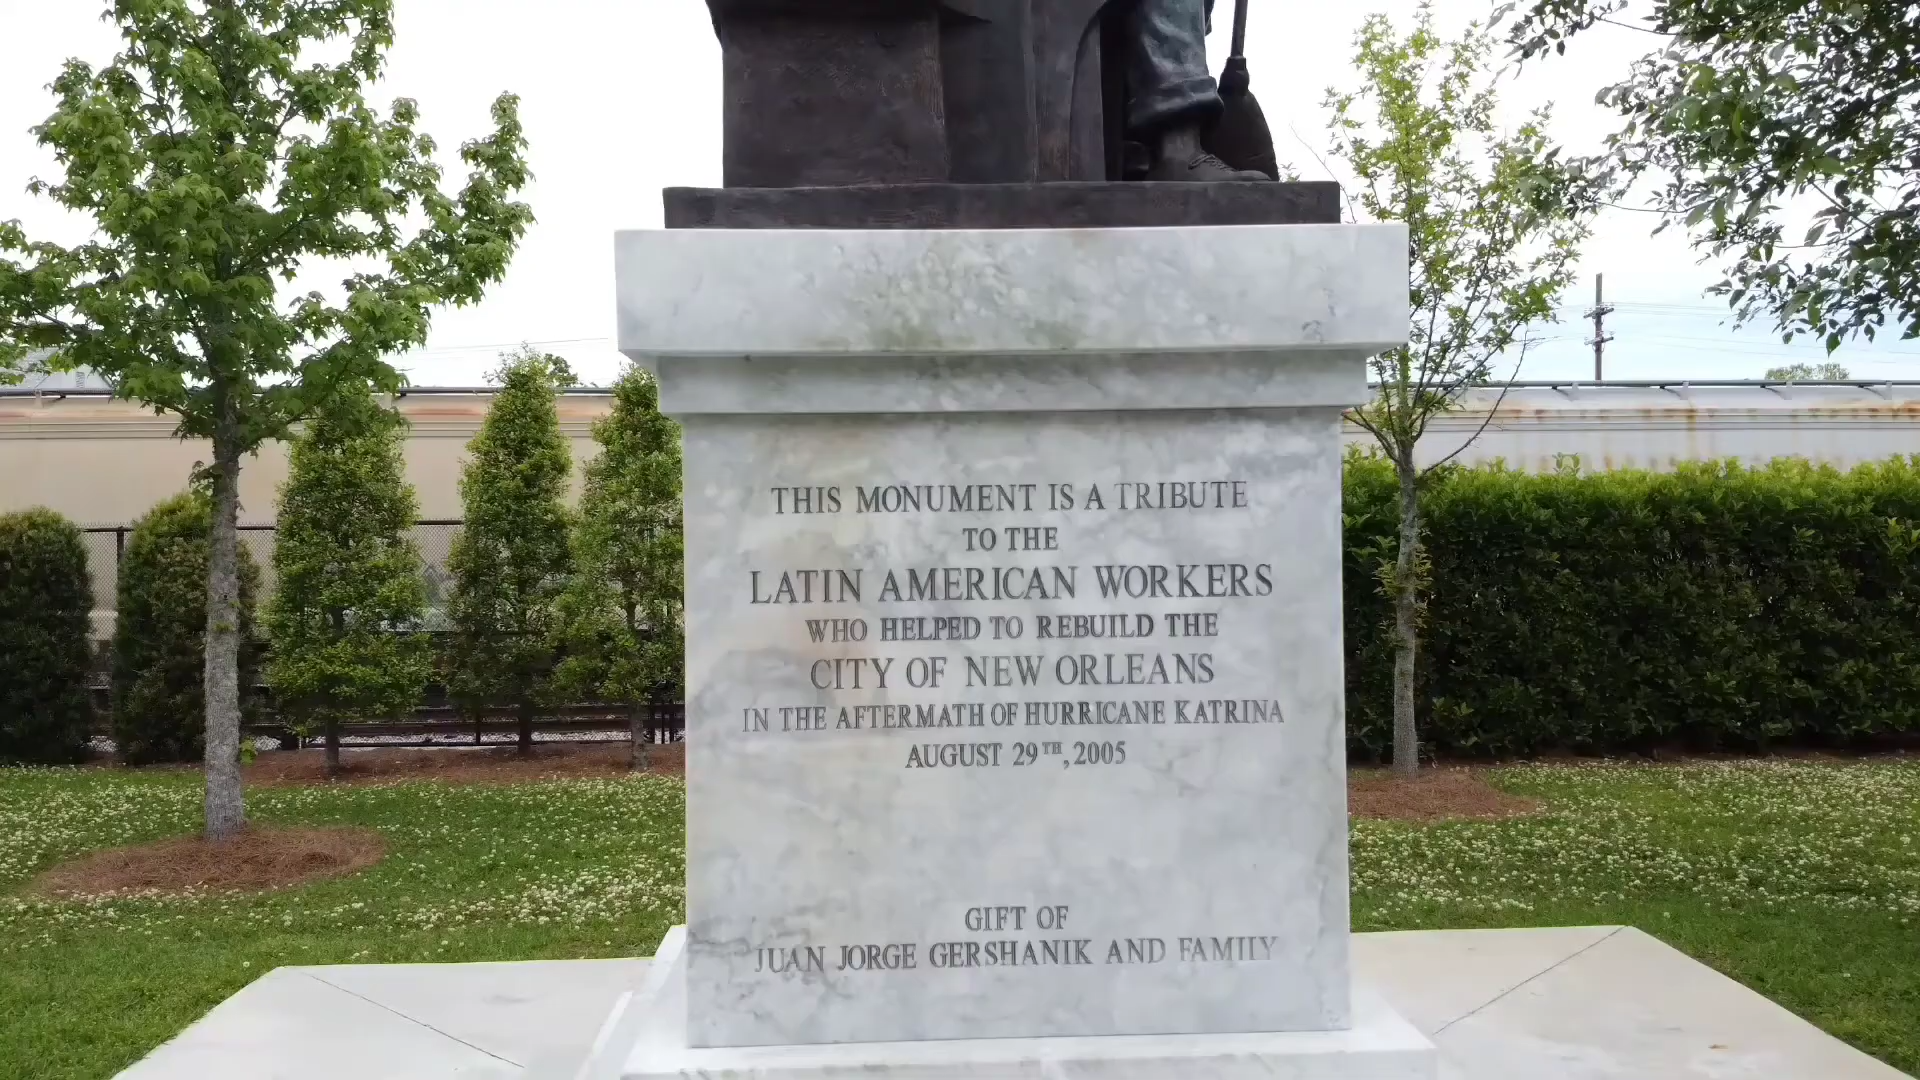 THIS MONUMENT IS A TRIBUTE
TO THE
LATIN AMERICAN WORKERS
WHO HELPED TO REBUILD THE
CITY OF NEW ORLEANS
IN THE AFTERMATH OF HURRICANE KATRINA
AUGUST 29TH, 2005
GIFT OF
JUAN JORGE GERSHANIK AND FAMILY